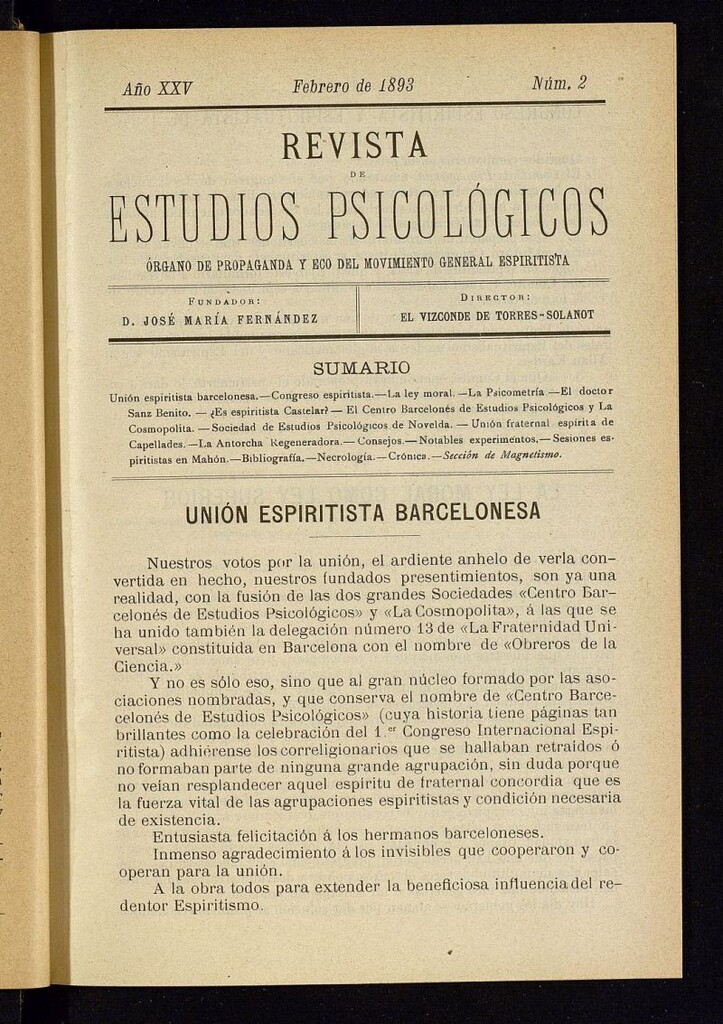 Año XXV Febrero de 1893 Núm. 2
REVISTA
DE
ESTUDIOS PSICOLÓGICOS
ÓRGANO DE PROPAGANDA Y ECO DEL MOVIMIENTO GENERAL ESPIRITISTA
FUNDADOR:
D. JOSÉ MARÍA FERNÁNDEZ
DIRECTOR:
EL VIZCONDE DE TORRES-SOLANOT
SUMARIO
Unión espiritista barcelonesa.—Congreso espiritista.—La ley moral.—La Psicometría—El doctor
Sanz Benito. — ¿Es espiritista Castelar? — El Centro Barcelonés de Estudios Psicológicos y La
Cosmopolita. — Sociedad de Estudios Psicológicos de Novelda. — Unión fraternal espírita de
Capellades. —La Antorcha Regeneradora.— Consejos.— Notables experimentos.— Sesiones es-
piritistas en Mahón.—Bibliografía.—Necrología.— Crónica.—Sección de Magnetismo.
UNIÓN ESPIRITISTA BARCELONESA
Nuestros votos por la unión, el ardiente anhelo de verla con-
vertida en hecho, nuestros fundados presentimientos, son ya una
realidad, con la fusión de las dos grandes Sociedades «Centro Bar-
celonés de Estudios Psicológicos» y «La Cosmopolita», á las que se
ha unido también la delegación número 13 de «La Fraternidad Uni-
versal» constituída en Barcelona con el nombre de «Obreros de la
Ciencia.»
Y no es sólo eso, sino que al gran núcleo formado por las aso-
ciaciones nombradas, y que conserva el nombre de «Centro Barce-
celonés de Estudios Psicológicos» (cuya historia tiene páginas tan
brillantes como la celebración del 1.er Congreso Internacional Espi-
ritista) adhiérense los correligionarios que se hallaban retraídos ó
no formaban parte de ninguna grande agrupación, sin duda porque
no veían resplandecer aquel espíritu de fraternal concordia que es
la fuerza vital de las agrupaciones espiritistas y condición necesaria
de existencia.
Entusiasta felicitación á los hermanos barceloneses.
Inmenso agradecimiento á los invisibles que cooperaron y co-
operan para la unión.
A la obra todos para extender la beneficiosa influencia del re-
dentor Espiritismo.